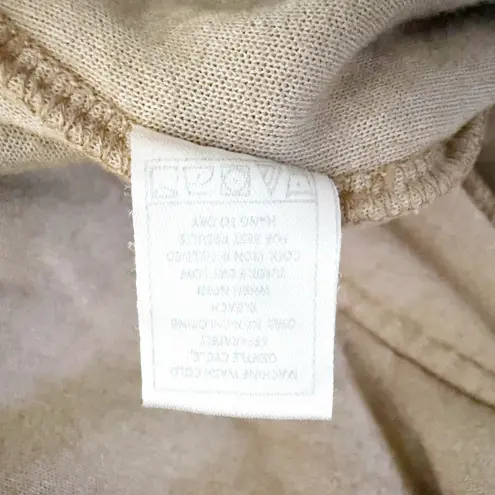 MACHINE WASH COLD
GENTLE CYCLE,
SEPARATELY
ONLY NON-CHLORINE
BLEACH
WHEN NEEDED
TUMBLE DRY LOW
COOL IRON IF NEEDED
FOR BEST RESULTS
HANG TO DRY